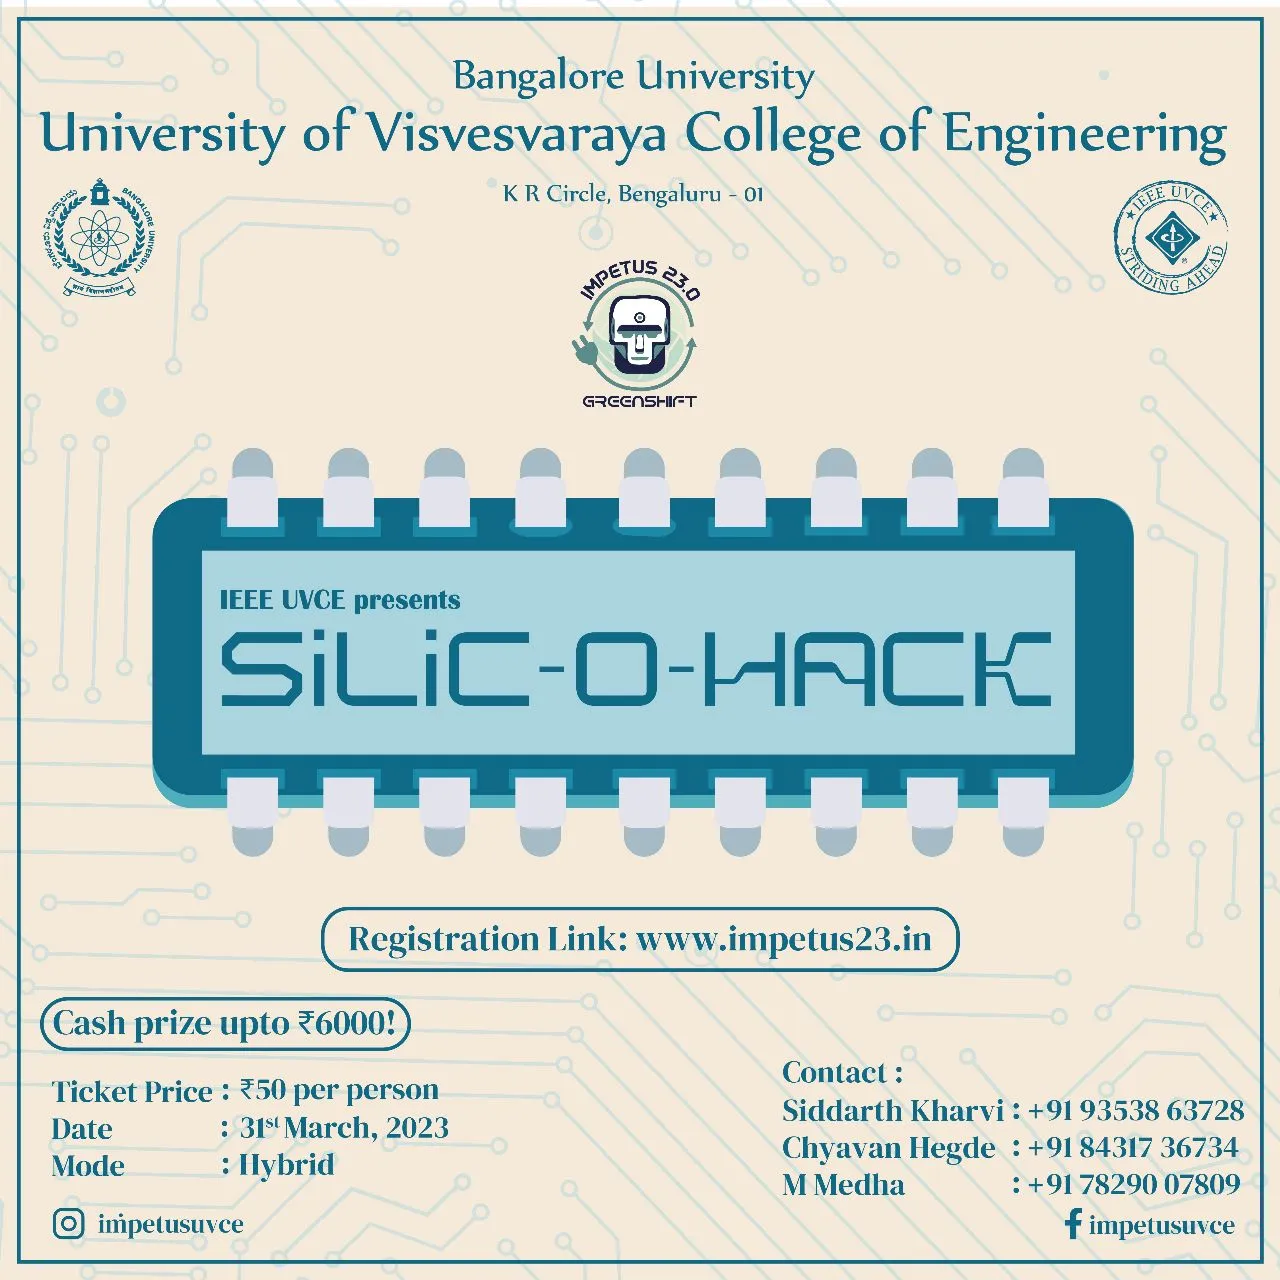 Bangalore University
University of Visvesvaraya College of Engineering
K R Circle, Bengaluru - 01
BANGALORE UNIVERSITY
IEEE UVCE
STRIDING AHEAD
IMPETUS 23.0
GREENSHIFT
IEEE UVCE presents
SiLiC-O-HACK
Registration Link: www.impetus23.in
Cash prize upto ₹6000!
Ticket Price : ₹50 per person
Date : 31st March, 2023
Mode : Hybrid
impetusuvce
Contact :
Siddarth Kharvi : +91 93538 63728
Chyavan Hegde : +91 84317 36734
M Medha : +91 78290 07809
impetusuvce